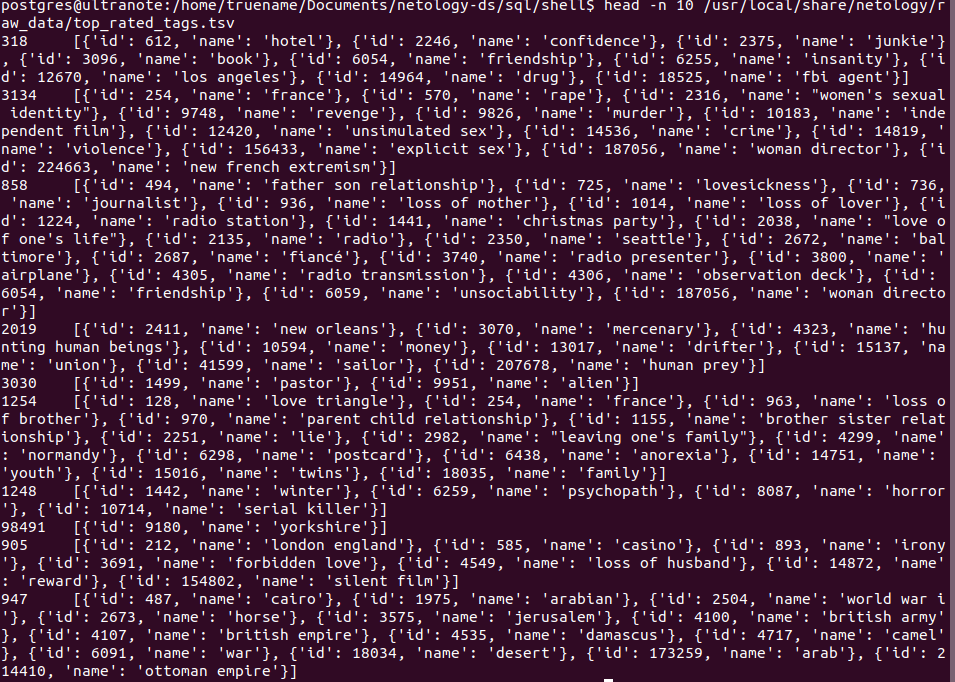 postgres@ultranote:/home/truename/Documents/netology-ds/sql/shell$ head -n 10 /usr/local/share/netology/r
aw_data/top_rated_tags.tsv
318     [{'id': 612, 'name': 'hotel'}, {'id': 2246, 'name': 'confidence'}, {'id': 2375, 'name': 'junkie'}
, {'id': 3096, 'name': 'book'}, {'id': 6054, 'name': 'friendship'}, {'id': 6255, 'name': 'insanity'}, {'i
d': 12670, 'name': 'los angeles'}, {'id': 14964, 'name': 'drug'}, {'id': 18525, 'name': 'fbi agent'}]
3134    [{'id': 254, 'name': 'france'}, {'id': 570, 'name': 'rape'}, {'id': 2316, 'name': "women's sexual
 identity"}, {'id': 9748, 'name': 'revenge'}, {'id': 9826, 'name': 'murder'}, {'id': 10183, 'name': 'inde
pendent film'}, {'id': 12420, 'name': 'unsimulated sex'}, {'id': 14536, 'name': 'crime'}, {'id': 14819, '
name': 'violence'}, {'id': 156433, 'name': 'explicit sex'}, {'id': 187056, 'name': 'woman director'}, {'i
d': 224663, 'name': 'new french extremism'}]
858     [{'id': 494, 'name': 'father son relationship'}, {'id': 725, 'name': 'lovesickness'}, {'id': 736,
 'name': 'journalist'}, {'id': 936, 'name': 'loss of mother'}, {'id': 1014, 'name': 'loss of lover'}, {'i
d': 1224, 'name': 'radio station'}, {'id': 1441, 'name': 'christmas party'}, {'id': 2038, 'name': "love o
f one's life"}, {'id': 2135, 'name': 'radio'}, {'id': 2350, 'name': 'seattle'}, {'id': 2672, 'name': 'bal
timore'}, {'id': 2687, 'name': 'fiancé'}, {'id': 3740, 'name': 'radio presenter'}, {'id': 3800, 'name': '
airplane'}, {'id': 4305, 'name': 'radio transmission'}, {'id': 4306, 'name': 'observation deck'}, {'id':
6054, 'name': 'friendship'}, {'id': 6059, 'name': 'unsociability'}, {'id': 187056, 'name': 'woman directo
r'}]
2019    [{'id': 2411, 'name': 'new orleans'}, {'id': 3070, 'name': 'mercenary'}, {'id': 4323, 'name': 'hu
nting human beings'}, {'id': 10594, 'name': 'money'}, {'id': 13017, 'name': 'drifter'}, {'id': 15137, 'na
me': 'union'}, {'id': 41599, 'name': 'sailor'}, {'id': 207678, 'name': 'human prey'}]
3030    [{'id': 1499, 'name': 'pastor'}, {'id': 9951, 'name': 'alien'}]
1254    [{'id': 128, 'name': 'love triangle'}, {'id': 254, 'name': 'france'}, {'id': 963, 'name': 'loss o
f brother'}, {'id': 970, 'name': 'parent child relationship'}, {'id': 1155, 'name': 'brother sister relat
ionship'}, {'id': 2251, 'name': 'lie'}, {'id': 2982, 'name': "leaving one's family"}, {'id': 4299, 'name'
: 'normandy'}, {'id': 6298, 'name': 'postcard'}, {'id': 6438, 'name': 'anorexia'}, {'id': 14751, 'name':
'youth'}, {'id': 15016, 'name': 'twins'}, {'id': 18035, 'name': 'family'}]
1248    [{'id': 1442, 'name': 'winter'}, {'id': 6259, 'name': 'psychopath'}, {'id': 8087, 'name': 'horror
'}, {'id': 10714, 'name': 'serial killer'}]
98491   [{'id': 9180, 'name': 'yorkshire'}]
905     [{'id': 212, 'name': 'london england'}, {'id': 585, 'name': 'casino'}, {'id': 893, 'name': 'irony
'}, {'id': 3691, 'name': 'forbidden love'}, {'id': 4549, 'name': 'loss of husband'}, {'id': 14872, 'name'
: 'reward'}, {'id': 154802, 'name': 'silent film'}]
947     [{'id': 487, 'name': 'cairo'}, {'id': 1975, 'name': 'arabian'}, {'id': 2504, 'name': 'world war i
'}, {'id': 2673, 'name': 'horse'}, {'id': 3575, 'name': 'jerusalem'}, {'id': 4100, 'name': 'british army'
}, {'id': 4107, 'name': 'british empire'}, {'id': 4535, 'name': 'damascus'}, {'id': 4717, 'name': 'camel'
}, {'id': 6091, 'name': 'war'}, {'id': 18034, 'name': 'desert'}, {'id': 173259, 'name': 'arab'}, {'id': 2
14410, 'name': 'ottoman empire'}]